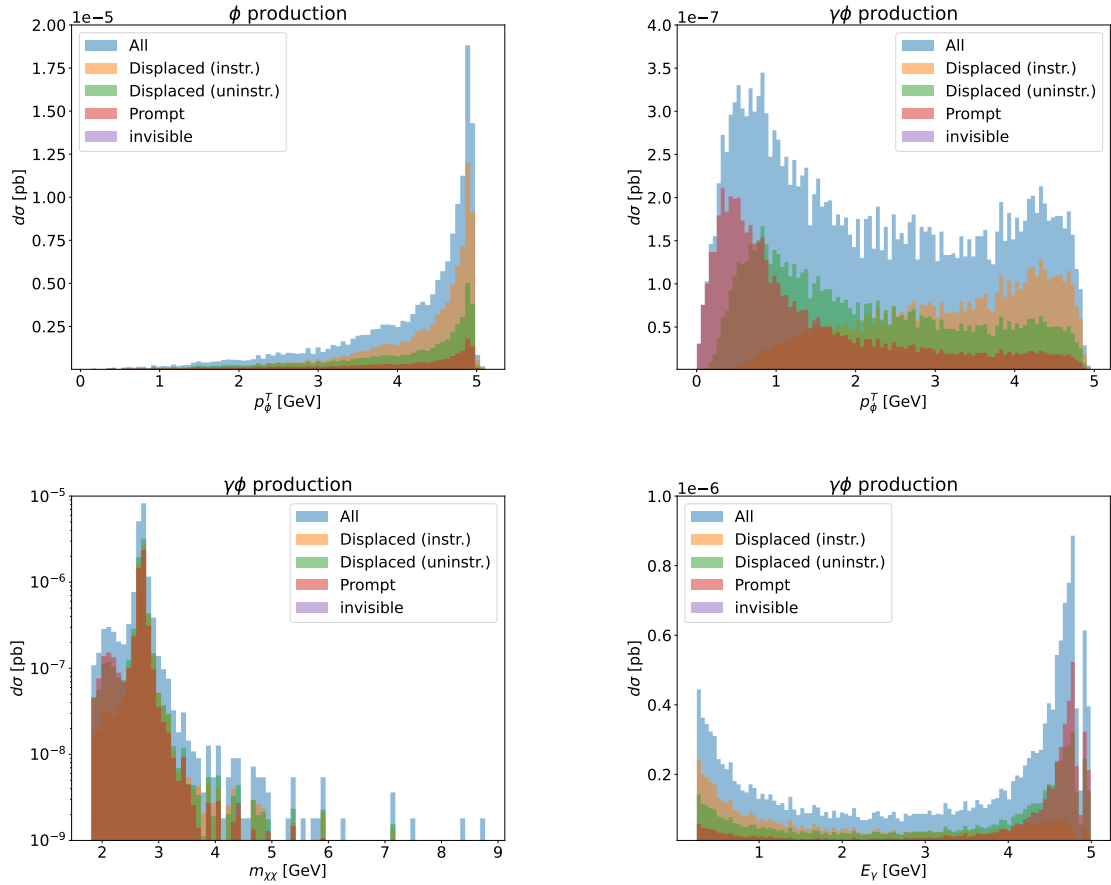 ϕ production
1e−5
2.00
1.75
1.50
1.25
1.00
0.75
0.50
0.25
dσ [pb]
All
Displaced (instr.)
Displaced (uninstr.)
Prompt
invisible
0 1 2 3 4 5
p_ϕ^T [GeV]
γϕ production
1e−7
4.0
3.5
3.0
2.5
2.0
1.5
1.0
0.5
dσ [pb]
All
Displaced (instr.)
Displaced (uninstr.)
Prompt
invisible
0 1 2 3 4 5
p_ϕ^T [GeV]
γϕ production
10^−5
10^−6
10^−7
10^−8
10^−9
dσ [pb]
All
Displaced (instr.)
Displaced (uninstr.)
Prompt
invisible
2 3 4 5 6 7 8 9
m_χχ [GeV]
γϕ production
1e−6
1.0
0.8
0.6
0.4
0.2
dσ [pb]
All
Displaced (instr.)
Displaced (uninstr.)
Prompt
invisible
1 2 3 4 5
E_γ [GeV]